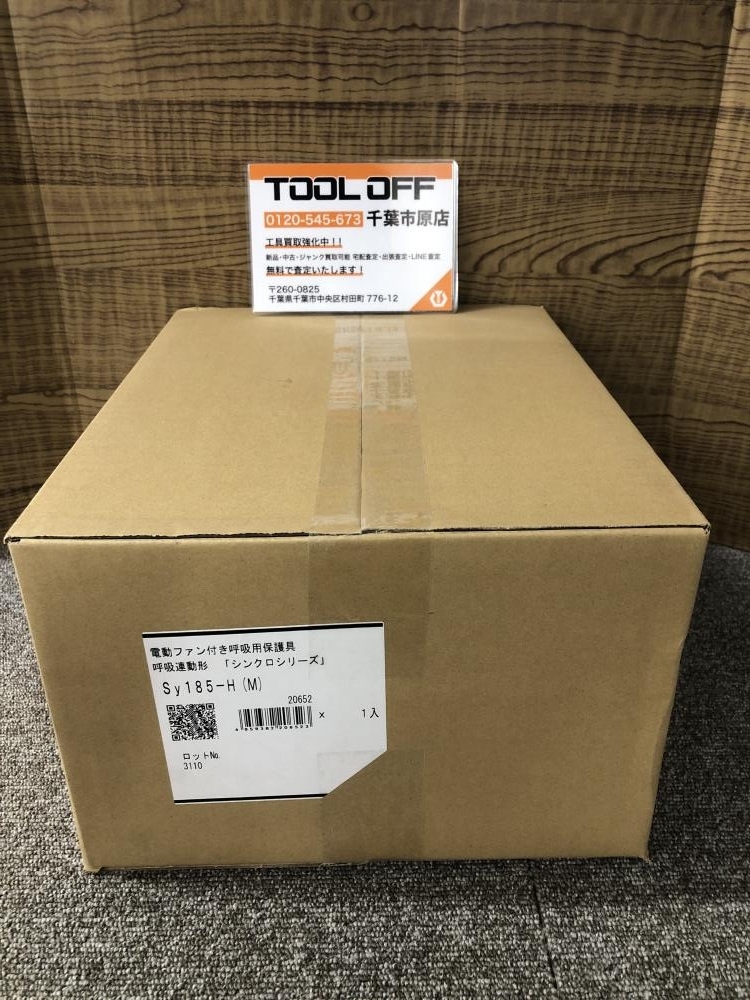 TOOL OFF
0120-545-673 千葉市原店
工具買取強化中！！
新品・中古・ジャンク買取可能 宅配査定・出張査定・LINE査定
無料で査定いたします！
〒260-0825
千葉県千葉市中央区村田町 776-12
電動ファン付き呼吸用保護具
呼吸連動形 「シンクロシリーズ」
Sy185-H(M)
20652
x 1入
ロットNo.
3110